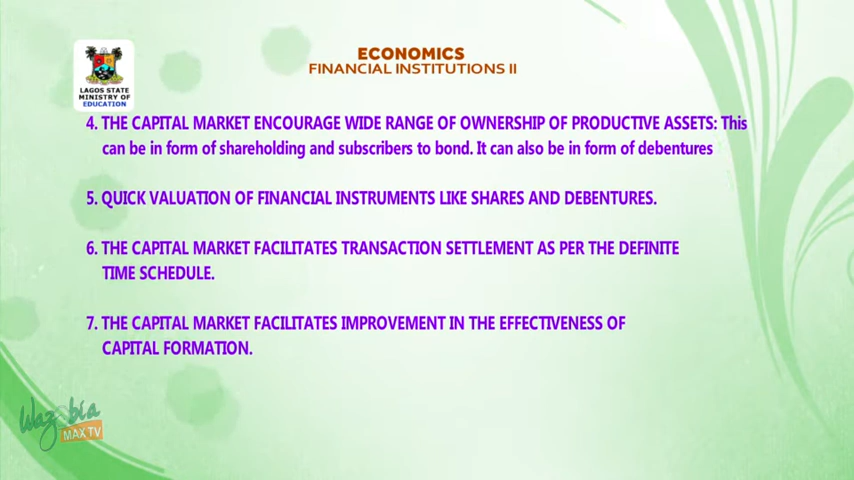 ECONOMICS
FINANCIAL INSTITUTIONS II
LAGOS STATE
MINISTRY OF
EDUCATION
4. THE CAPITAL MARKET ENCOURAGE WIDE RANGE OF OWNERSHIP OF PRODUCTIVE ASSETS: This
can be in form of shareholding and subscribers to bond. It can also be in form of debentures
5. QUICK VALUATION OF FINANCIAL INSTRUMENTS LIKE SHARES AND DEBENTURES.
6. THE CAPITAL MARKET FACILITATES TRANSACTION SETTLEMENT AS PER THE DEFINITE
TIME SCHEDULE.
7. THE CAPITAL MARKET FACILITATES IMPROVEMENT IN THE EFFECTIVENESS OF
CAPITAL FORMATION.
Wazobia
MAX TV